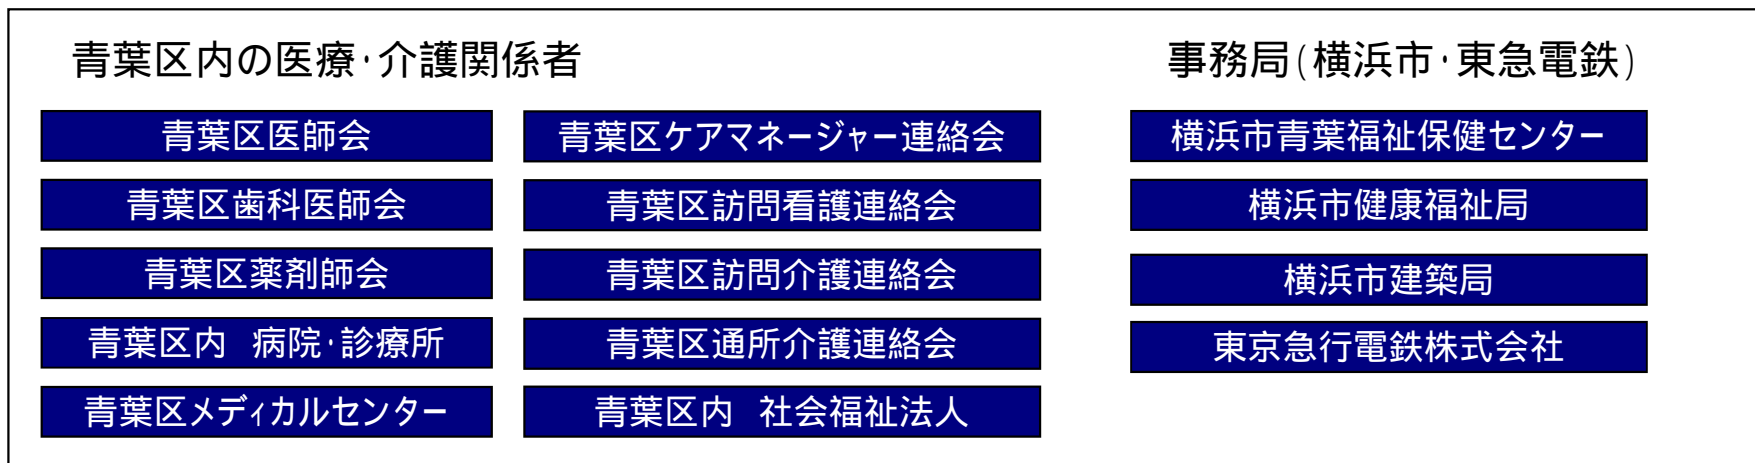 青葉区内の医療・介護関係者
青葉区医師会
青葉区歯科医師会
青葉区薬剤師会
青葉区内　病院・診療所
青葉区メディカルセンター
青葉区ケアマネージャー連絡会
青葉区訪問看護連絡会
青葉区訪問介護連絡会
青葉区通所介護連絡会
青葉区内　社会福祉法人
事務局(横浜市・東急電鉄)
横浜市青葉福祉保健センター
横浜市健康福祉局
横浜市建築局
東京急行電鉄株式会社